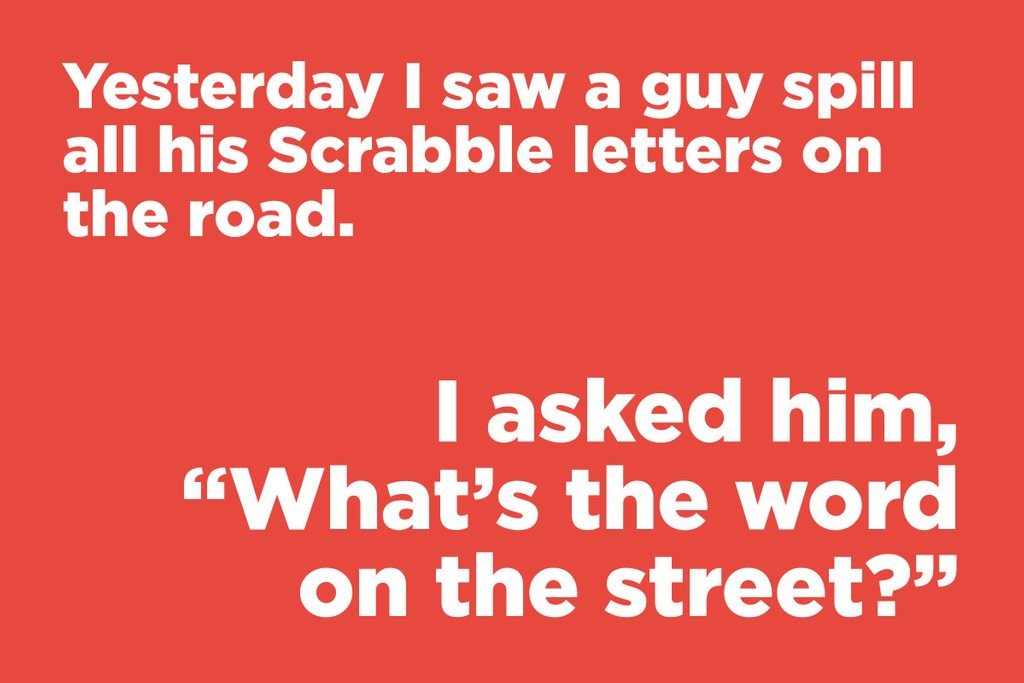 Yesterday I saw a guy spill
all his Scrabble letters on
the road.
I asked him,
“What’s the word
on the street?”